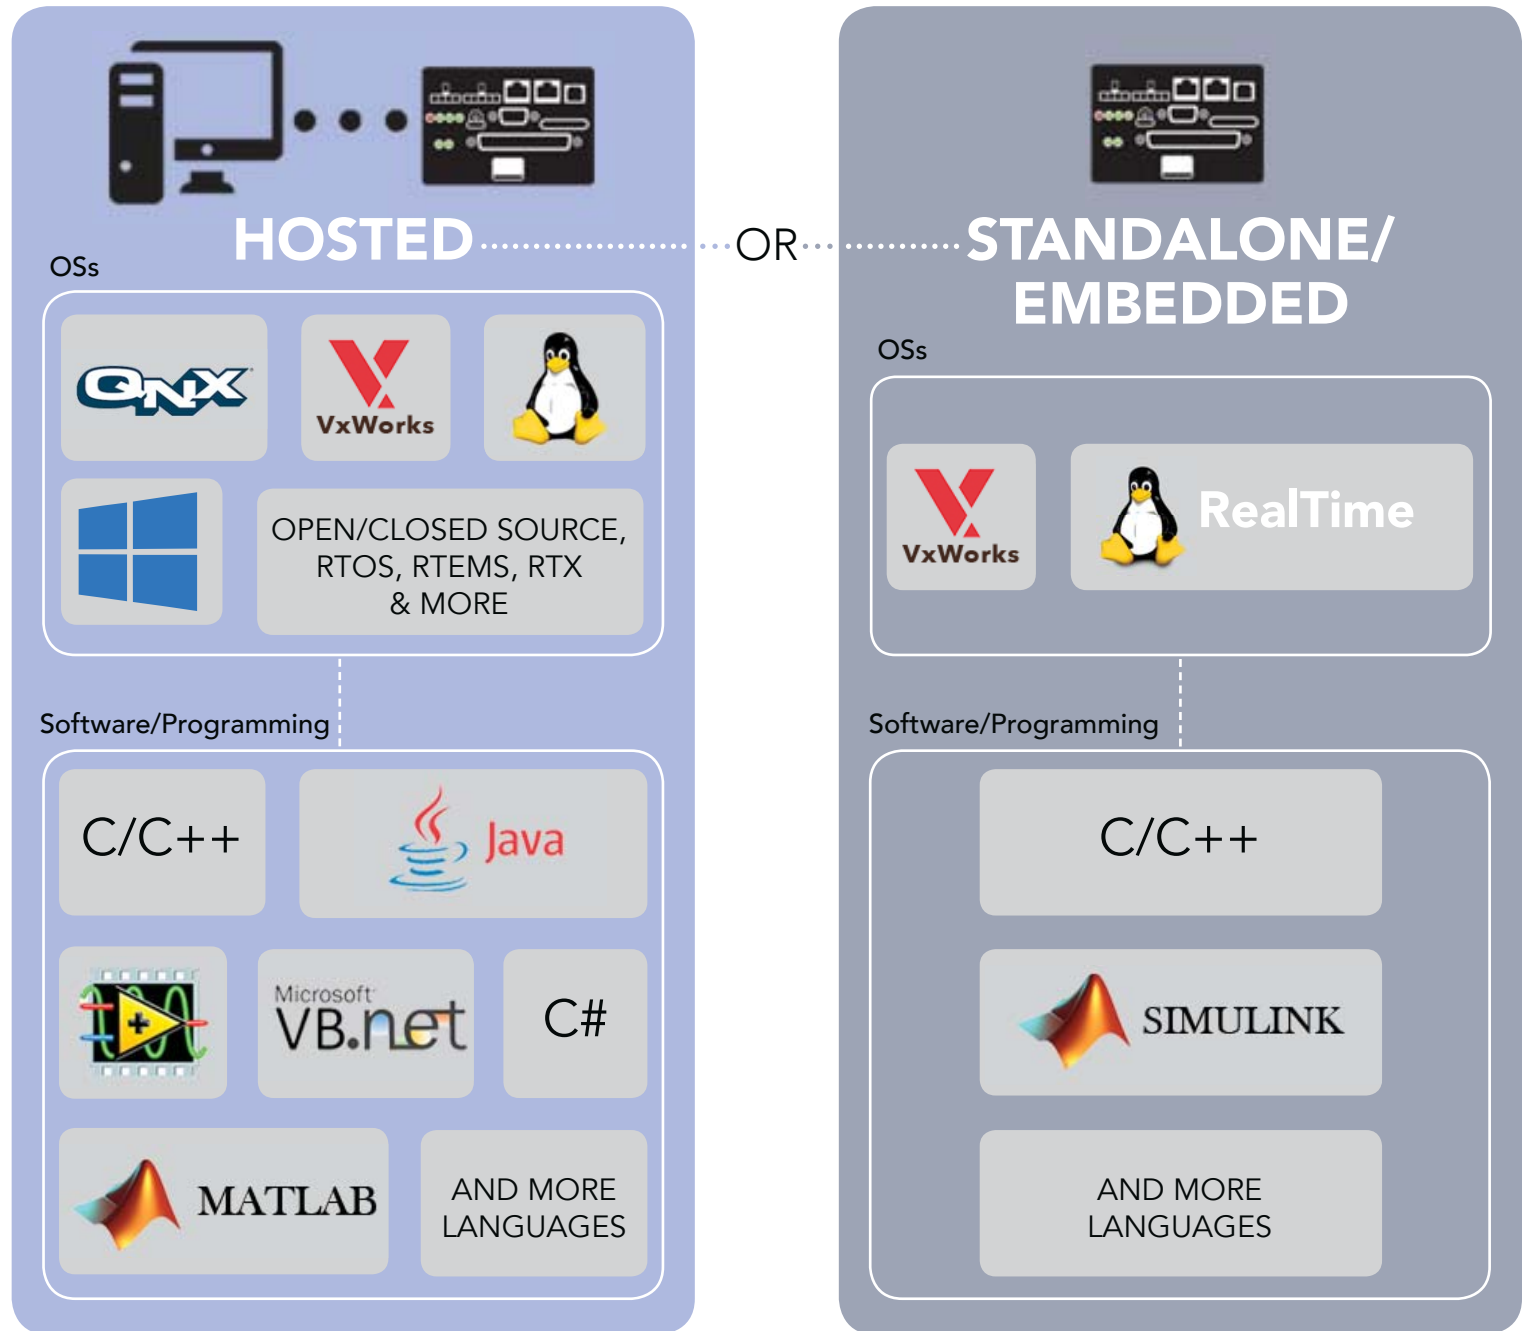 HOSTED
OR
STANDALONE/
EMBEDDED
OSs
QNX
VxWorks
OPEN/CLOSED SOURCE,
RTOS, RTEMS, RTX
& MORE
Software/Programming
C/C++
Java
Microsoft
VB.net
C#
MATLAB
AND MORE
LANGUAGES
OSs
VxWorks
RealTime
Software/Programming
C/C++
SIMULINK
AND MORE
LANGUAGES